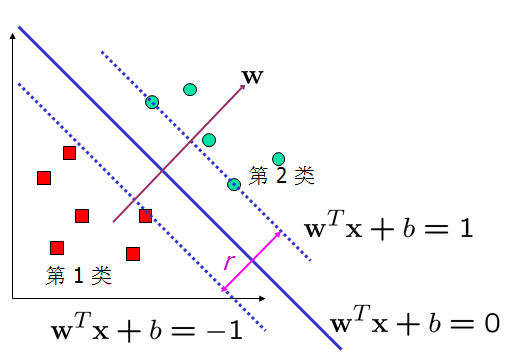 w
第 2 类
w^T x + b = 1
r
第 1 类
w^T x + b = −1
w^T x + b = 0